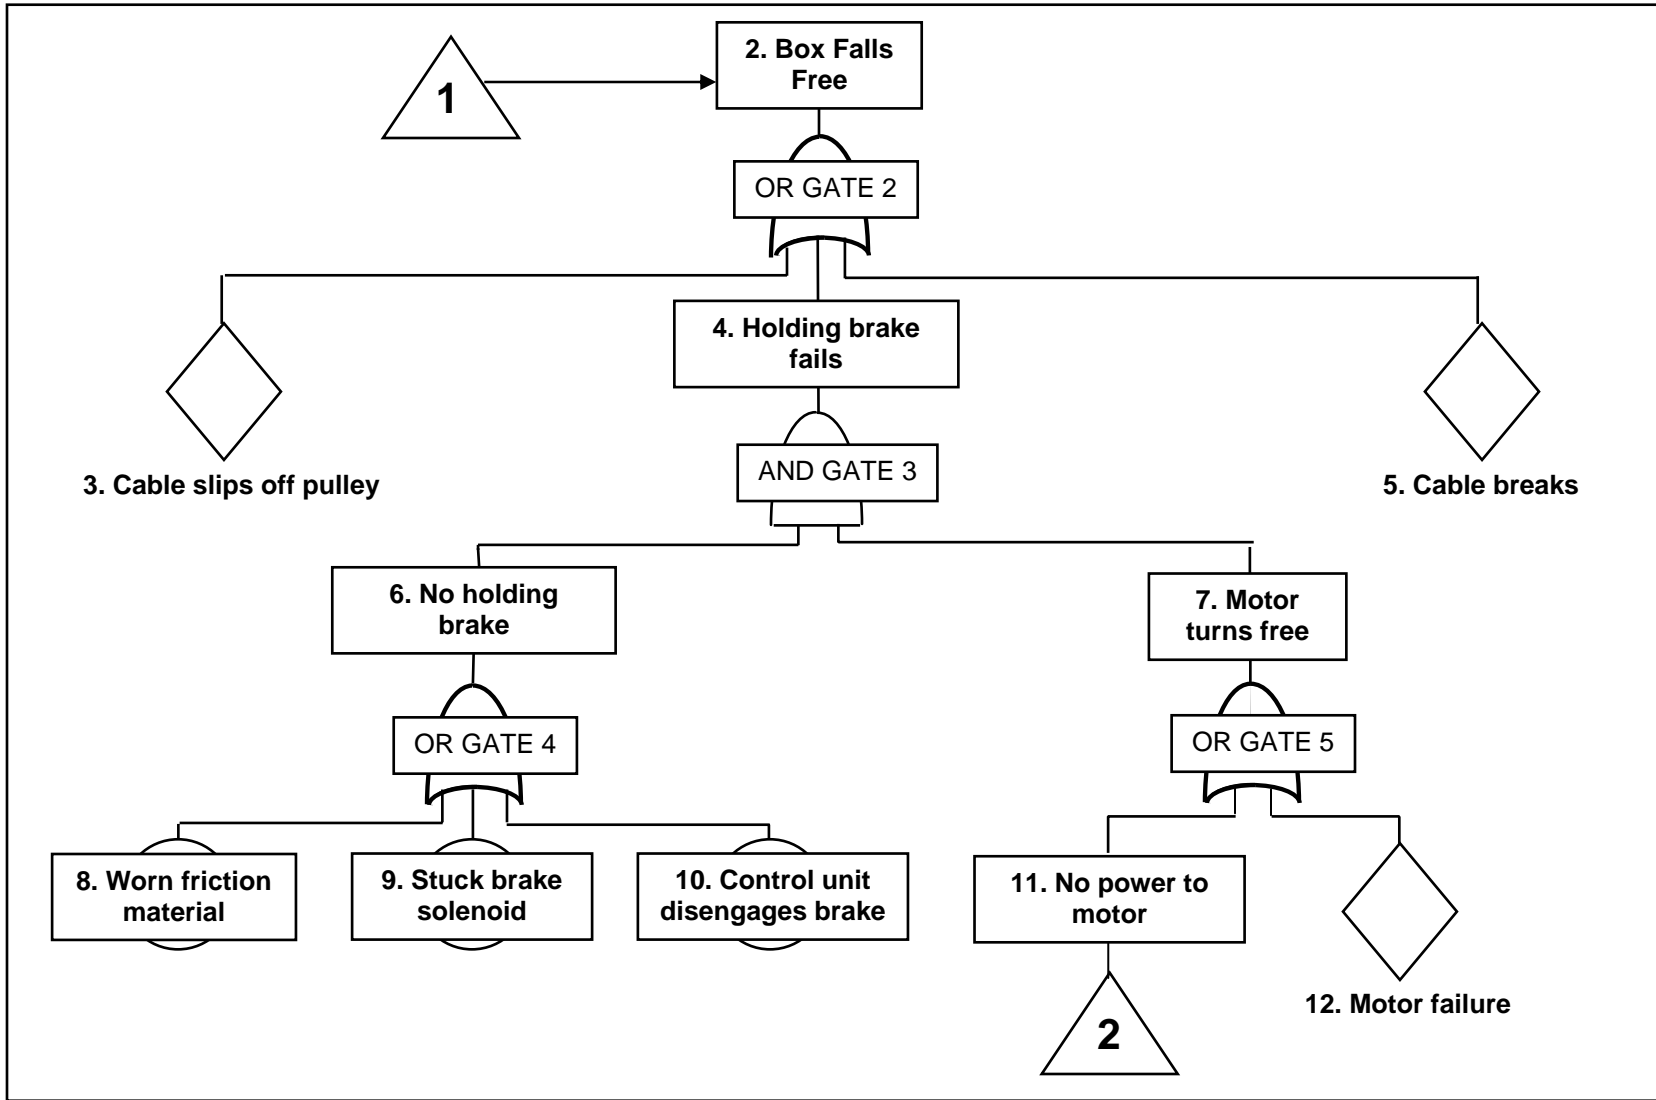 2. Box Falls
Free
1
OR GATE 2
4. Holding brake
fails
3. Cable slips off pulley
AND GATE 3
5. Cable breaks
6. No holding
brake
7. Motor
turns free
OR GATE 4
OR GATE 5
8. Worn friction
material
9. Stuck brake
solenoid
10. Control unit
disengages brake
11. No power to
motor
12. Motor failure
2